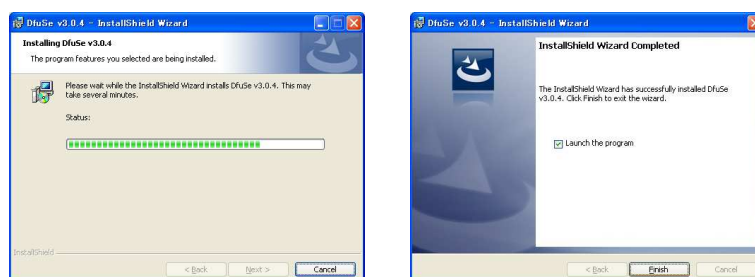 DfuSe v3.0.4 - InstallShield Wizard
Installing DfuSe v3.0.4
The program features you selected are being installed.
Please wait while the InstallShield Wizard installs DfuSe v3.0.4. This may
take several minutes.
Status:
InstallShield
< Back
Next >
Cancel
DfuSe v3.0.4 - InstallShield Wizard
InstallShield Wizard Completed
The InstallShield Wizard has successfully installed DfuSe
v3.0.4. Click Finish to exit the wizard.
Launch the program
< Back
Finish
Cancel